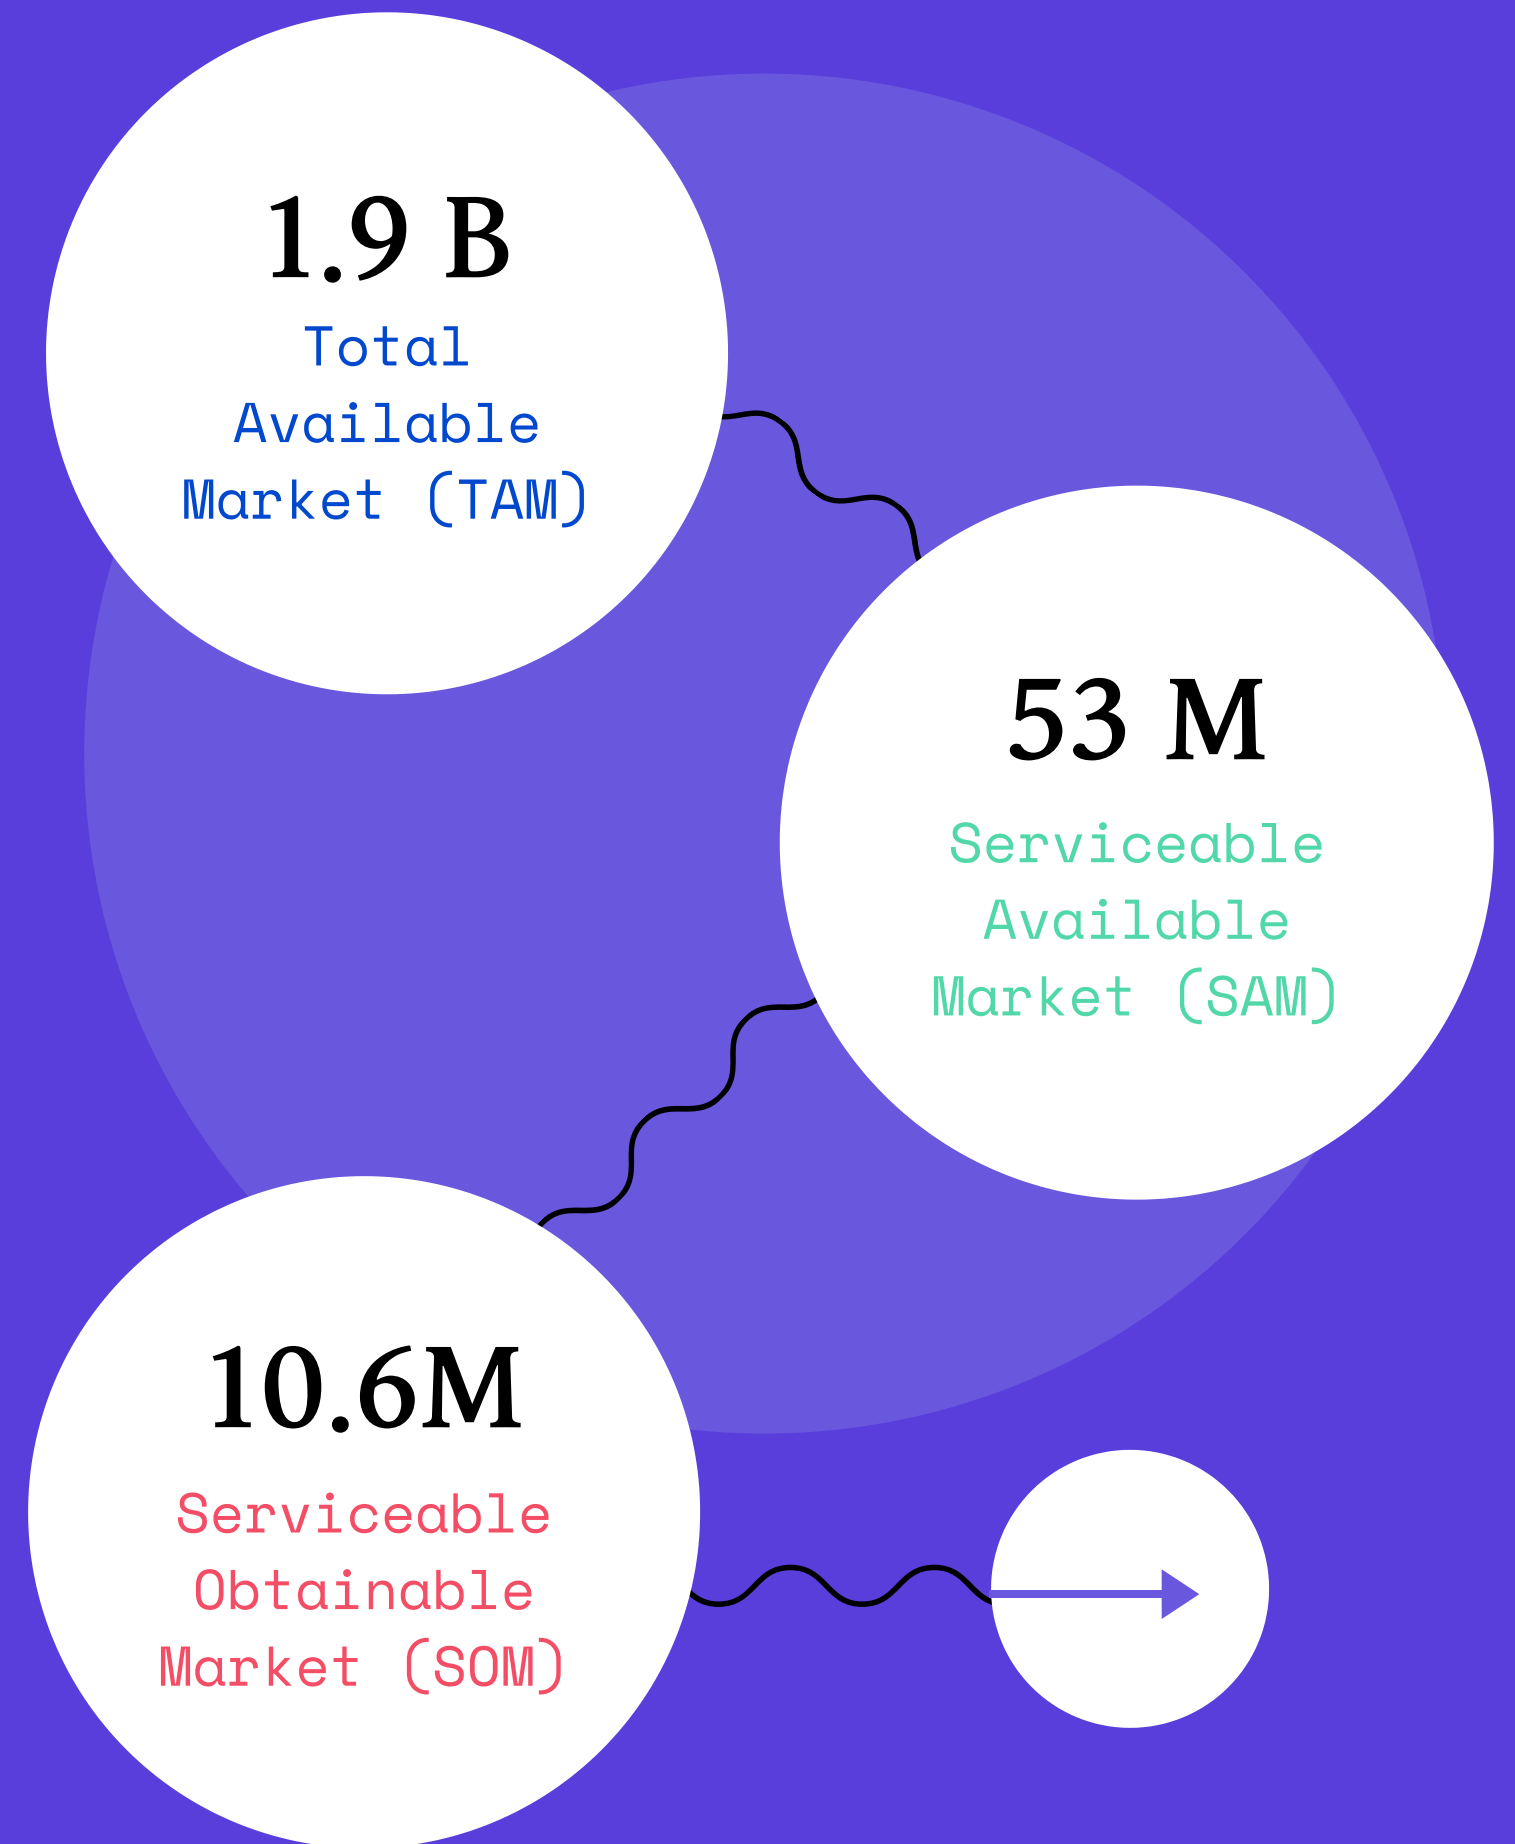 1.9 B
Total
Available
Market (TAM)
53 M
Serviceable
Available
Market (SAM)
10.6M
Serviceable
Obtainable
Market (SOM)